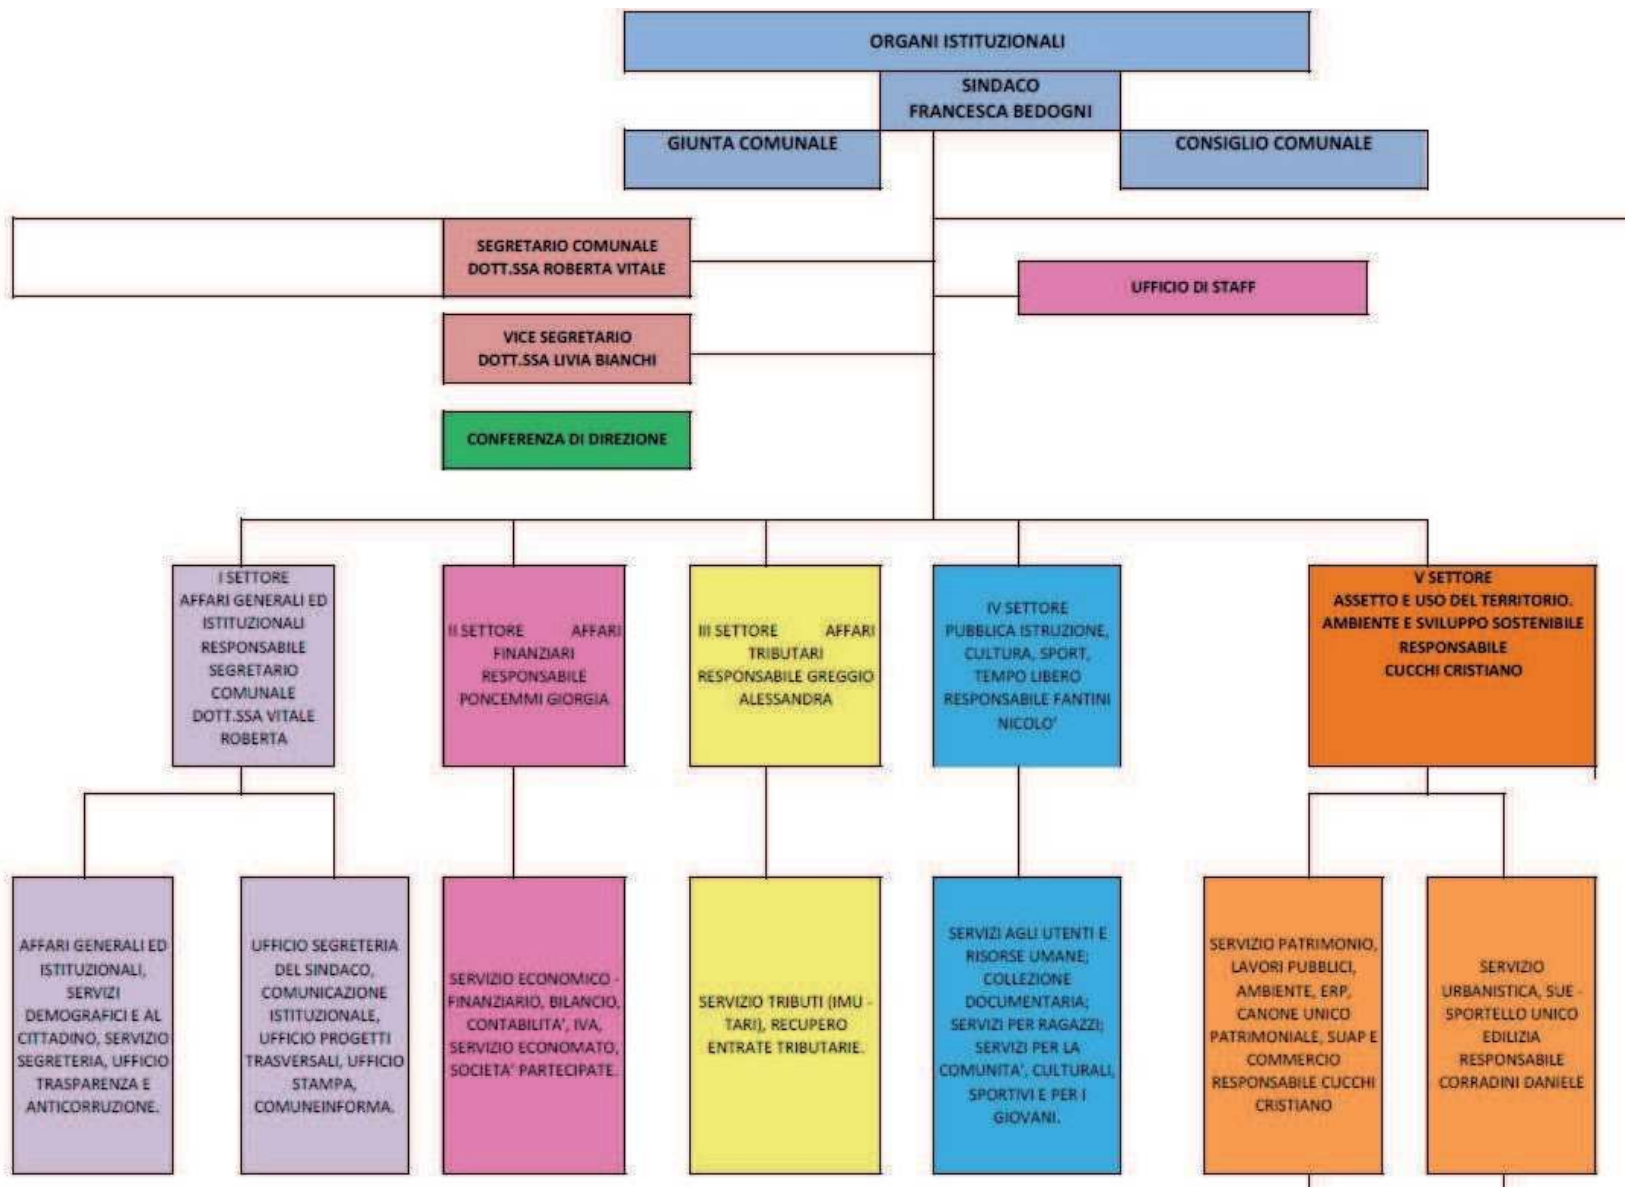 ORGANI ISTITUZIONALI
SINDACO
FRANCESCA BEDOGNI
GIUNTA COMUNALE
CONSIGLIO COMUNALE
SEGRETARIO COMUNALE
DOTT.SSA ROBERTA VITALE
UFFICIO DI STAFF
VICE SEGRETARIO
DOTT.SSA LIVIA BIANCHI
CONFERENZA DI DIREZIONE
I SETTORE
AFFARI GENERALI ED
ISTITUZIONALI
RESPONSABILE
SEGRETARIO
COMUNALE
DOTT.SSA VITALE
ROBERTA
II SETTORE AFFARI
FINANZIARI
RESPONSABILE
PONCEMMI GIORGIA
III SETTORE AFFARI
TRIBUTARI
RESPONSABILE GREGGIO
ALESSANDRA
IV SETTORE
PUBBLICA ISTRUZIONE,
CULTURA, SPORT,
TEMPO LIBERO
RESPONSABILE FANTINI
NICOLO'
V SETTORE
ASSETTO E USO DEL TERRITORIO.
AMBIENTE E SVILUPPO SOSTENIBILE
RESPONSABILE
CUCCHI CRISTIANO
AFFARI GENERALI ED
ISTITUZIONALI,
SERVIZI
DEMOGRAFICI E AL
CITTADINO, SERVIZIO
SEGRETERIA, UFFICIO
TRASPARENZA E
ANTICORRUZIONE.
UFFICIO SEGRETERIA
DEL SINDACO,
COMUNICAZIONE
ISTITUZIONALE,
UFFICIO PROGETTI
TRASVERSALI, UFFICIO
STAMPA,
COMUNEINFORMA.
SERVIZIO ECONOMICO -
FINANZIARIO, BILANCIO,
CONTABILITA', IVA,
SERVIZIO ECONOMATO,
SOCIETA' PARTECIPATE.
SERVIZIO TRIBUTI (IMU -
TARI), RECUPERO
ENTRATE TRIBUTARIE.
SERVIZI AGLI UTENTI E
RISORSE UMANE;
COLLEZIONE
DOCUMENTARIA;
SERVIZI PER RAGAZZI;
SERVIZI PER LA
COMUNITA', CULTURALI,
SPORTIVI E PER I
GIOVANI.
SERVIZIO PATRIMONIO,
LAVORI PUBBLICI,
AMBIENTE, ERP,
CANONE UNICO
PATRIMONIALE, SUAP E
COMMERCIO
RESPONSABILE CUCCHI
CRISTIANO
SERVIZIO
URBANISTICA, SUE -
SPORTELLO UNICO
EDILIZIA
RESPONSABILE
CORRADINI DANIELE